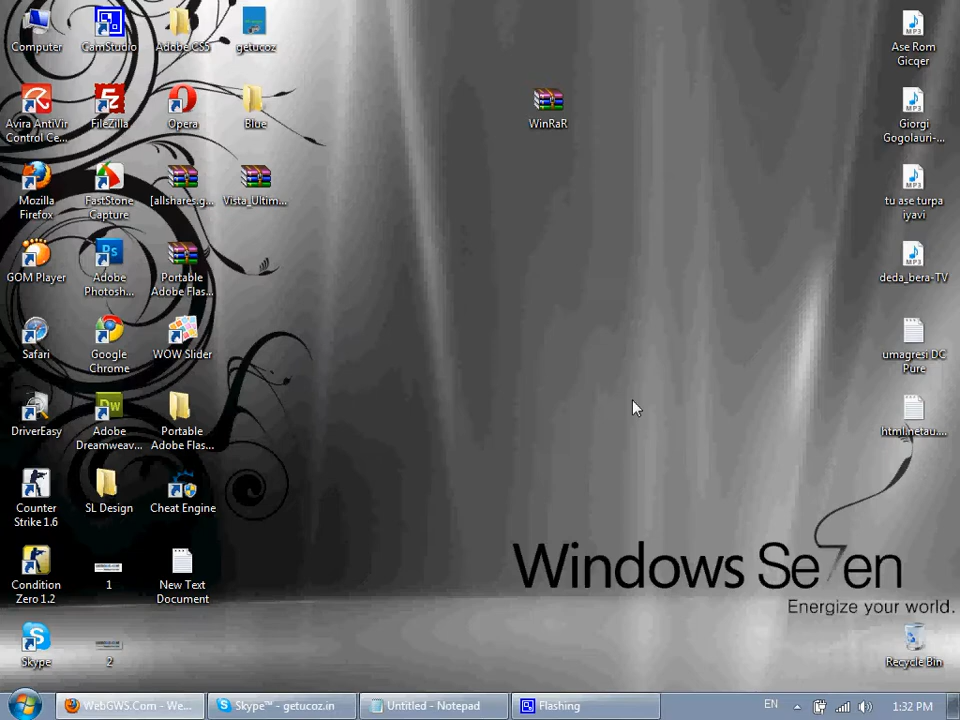 Computer
CamStudio
Adobe CS5
getucoz
Avira AntiVir
Control Ce...
FileZilla
Opera
Blue
Mozilla
Firefox
FastStone
Capture
[allshares.g...
Vista_Ultim...
GOM Player
Adobe
Photosh...
Portable
Adobe Flas...
Safari
Google
Chrome
WOW Slider
DriverEasy
Adobe
Dreamweav...
Portable
Adobe Flas...
Counter
Strike 1.6
SL Design
Cheat Engine
Condition
Zero 1.2
1
New Text
Document
Skype
2
WinRaR
Ase Rom
Gicqer
Giorgi
Gogolauri-...
tu ase turpa
iyavi
deda_bera-TV
umagresi DC
Pure
html.netau....
Recycle Bin
Windows Se7en
Energize your world.
WebGWS.Com - We...
Skype™ - getucoz.in
Untitled - Notepad
Flashing
EN
1:32 PM